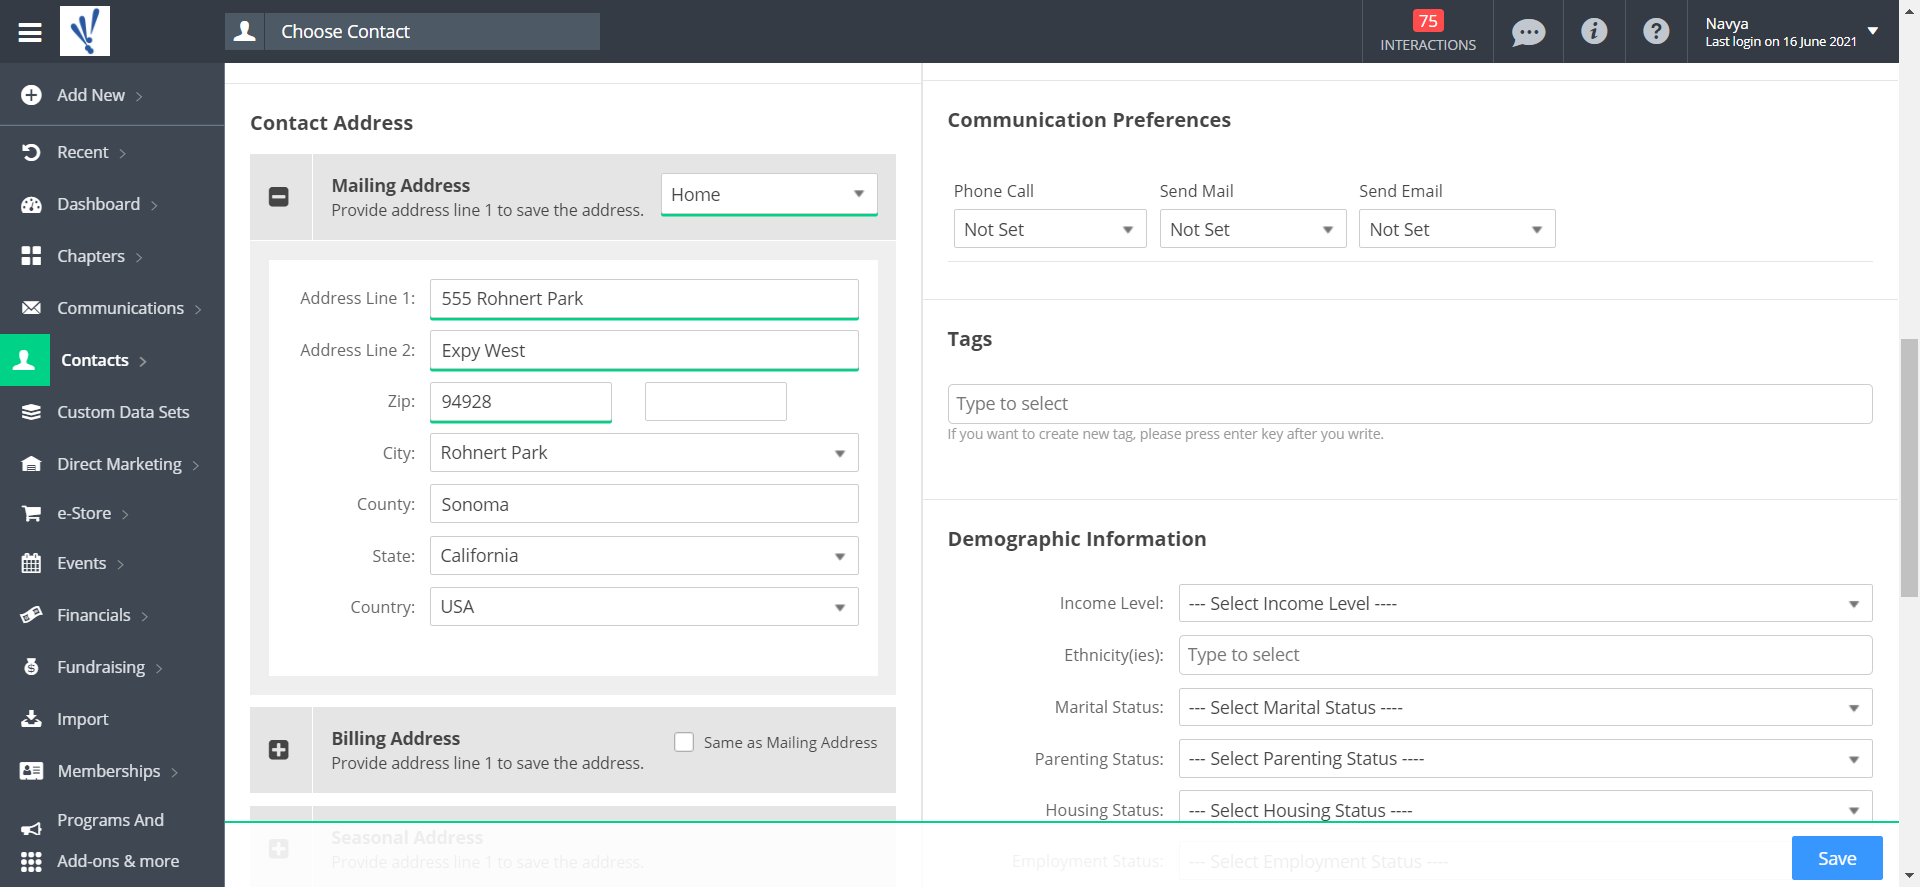 Choose Contact
75
INTERACTIONS
Navya
Last login on 16 June 2021
Add New
Recent
Dashboard
Chapters
Communications
Contacts
Custom Data Sets
Direct Marketing
e-Store
Events
Financials
Fundraising
Import
Memberships
Programs And
Add-ons & more
Contact Address
Mailing Address
Provide address line 1 to save the address.
Home
Address Line 1: 555 Rohnert Park
Address Line 2: Expy West
Zip: 94928
City: Rohnert Park
County: Sonoma
State: California
Country: USA
Billing Address
Provide address line 1 to save the address.
Same as Mailing Address
Seasonal Address
Provide address line 1 to save the address.
Communication Preferences
Phone Call Send Mail Send Email
Not Set Not Set Not Set
Tags
Type to select
If you want to create new tag, please press enter key after you write.
Demographic Information
Income Level: --- Select Income Level ----
Ethnicity(ies): Type to select
Marital Status: --- Select Marital Status ----
Parenting Status: --- Select Parenting Status ----
Housing Status: --- Select Housing Status ----
Employment Status: --- Select Employment Status ----
Save